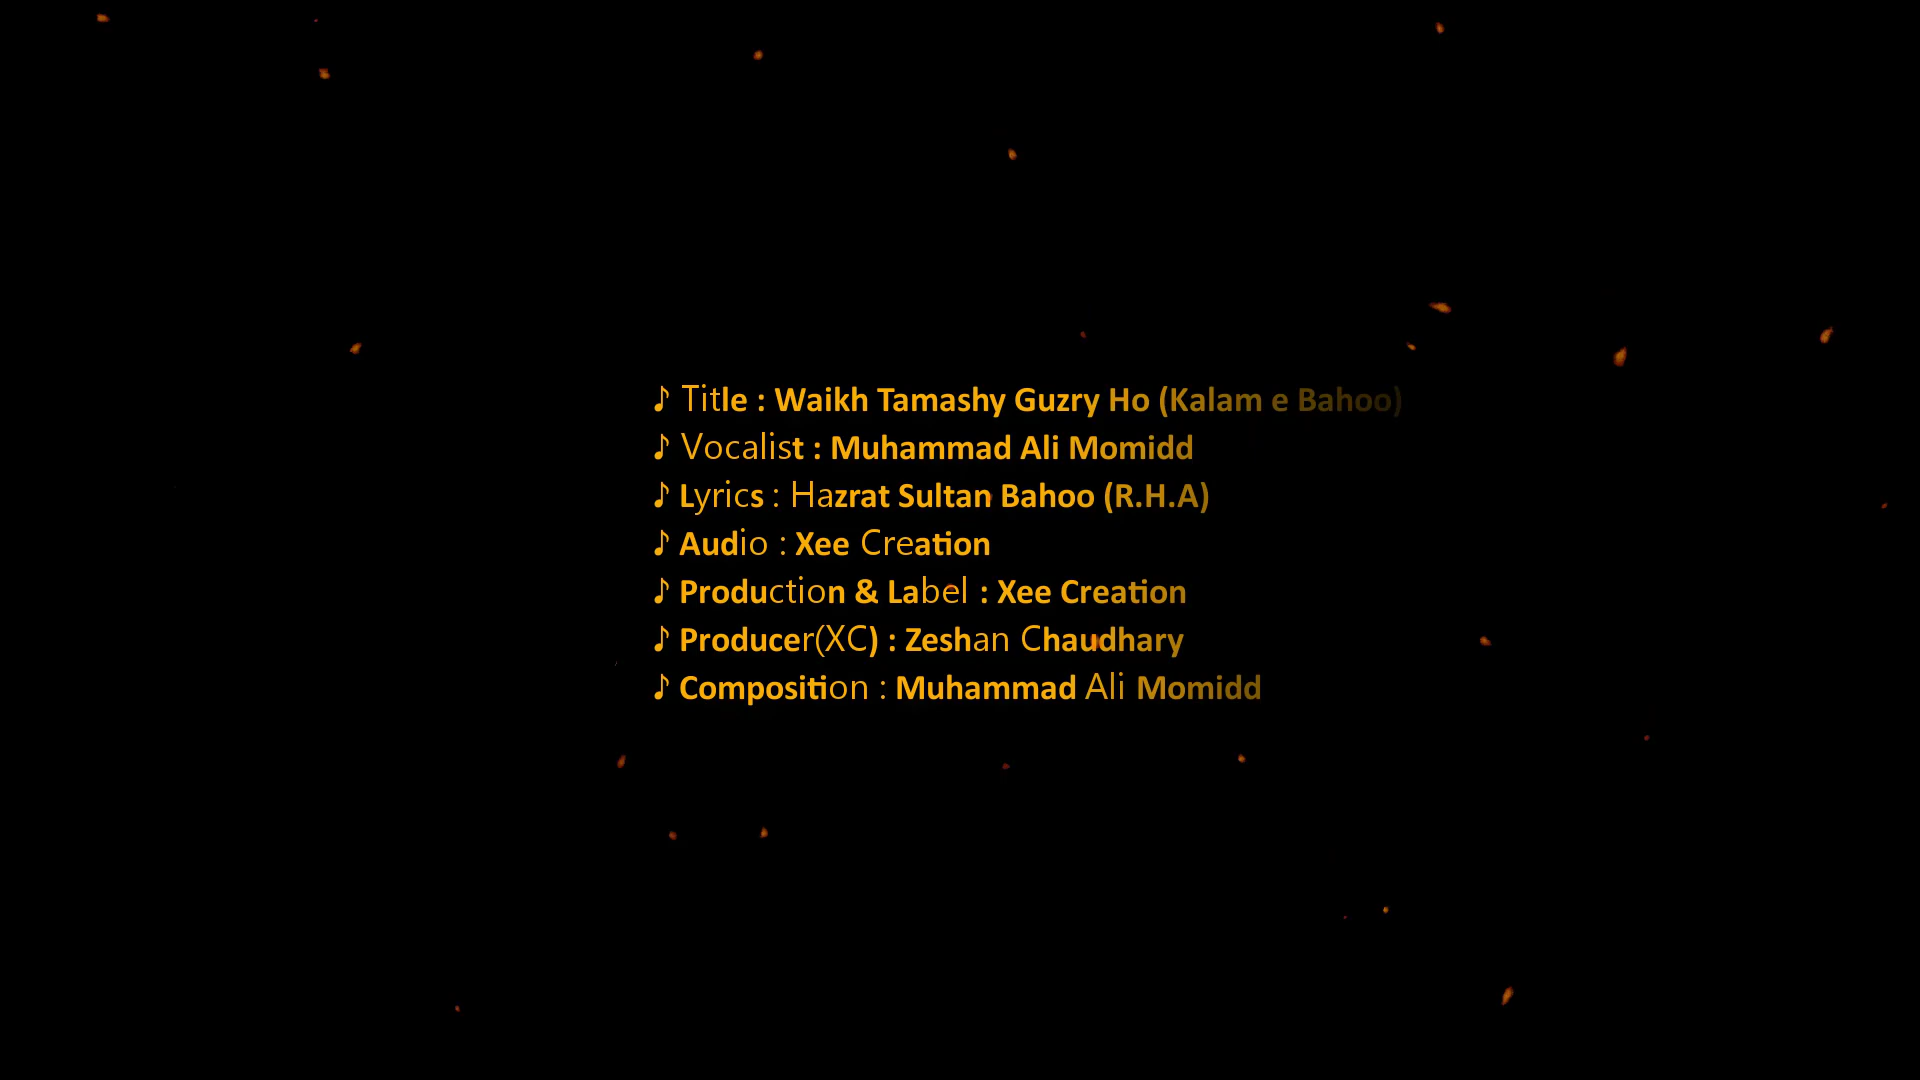 ♪ Title : Waikh Tamashy Guzry Ho (Kalam e Bahoo)
♪ Vocalist : Muhammad Ali Momidd
♪ Lyrics : Hazrat Sultan Bahoo (R.H.A)
♪ Audio : Xee Creation
♪ Production & Label : Xee Creation
♪ Producer(XC) : Zeshan Chaudhary
♪ Composition : Muhammad Ali Momidd